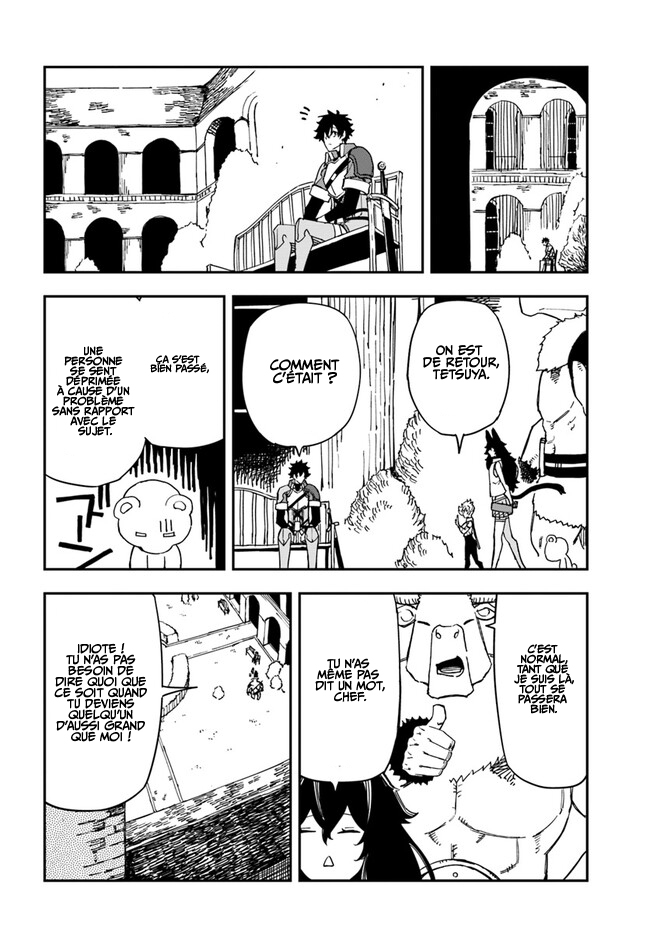 ON EST
DE RETOUR,
TETSUYA.
COMMENT
C'ÉTAIT ?
ÇA S'EST
BIEN PASSÉ,
UNE
PERSONNE
SE SENT
DÉPRIMÉE
À CAUSE D'UN
PROBLÈME
SANS RAPPORT
AVEC LE
SUJET.
C'EST
NORMAL,
TANT QUE
JE SUIS LÀ,
TOUT SE
PASSERA
BIEN.
TU N'AS
MÊME PAS
DIT UN MOT,
CHEF.
IDIOTE !
TU N'AS PAS
BESOIN DE
DIRE QUOI QUE
CE SOIT QUAND
TU DEVIENS
QUELQU'UN
D'AUSSI GRAND
QUE MOI !